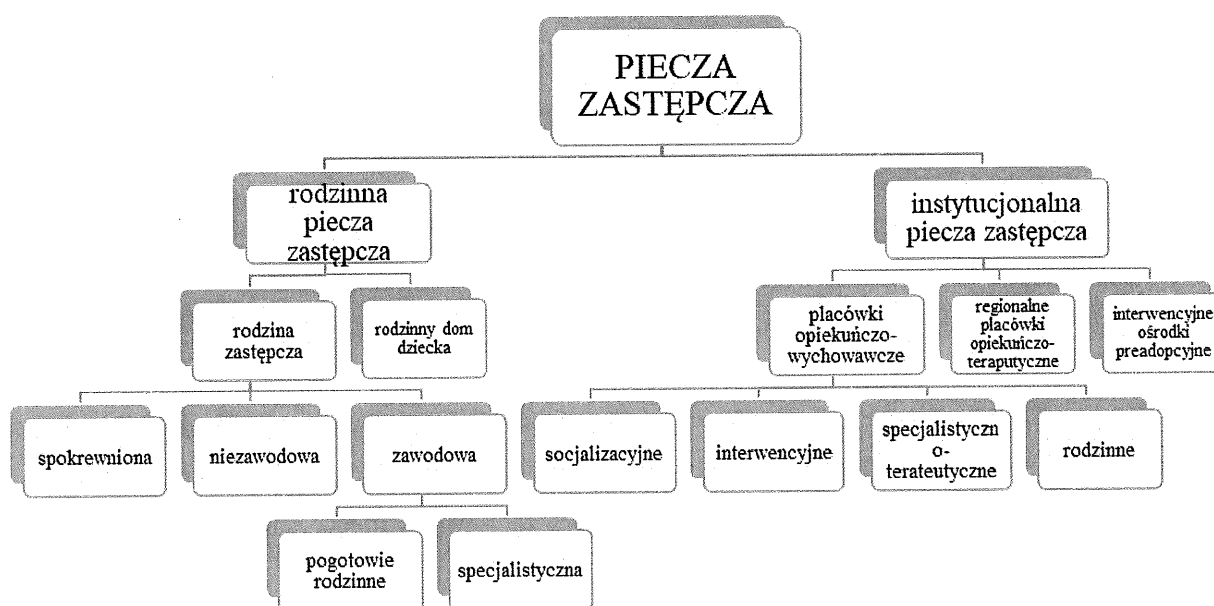 PIECZA
ZASTĘPCZA
rodzinna
piecza
zastępcza
instytucjonalna
piecza zastępcza
rodzina
zastępcza
rodzinny dom
dziecka
placówki
opiekuńczo-
wychowawcze
regionalne
placówki
opiekuńczo-
teraputyczne
interwencyjne
ośrodki
preadopcyjne
spokrewniona
niezawodowa
zawodowa
socjalizacyjne
interwencyjne
specjalistyczn
o-
terateutyczne
rodzinne
pogotowie
rodzinne
specjalistyczna